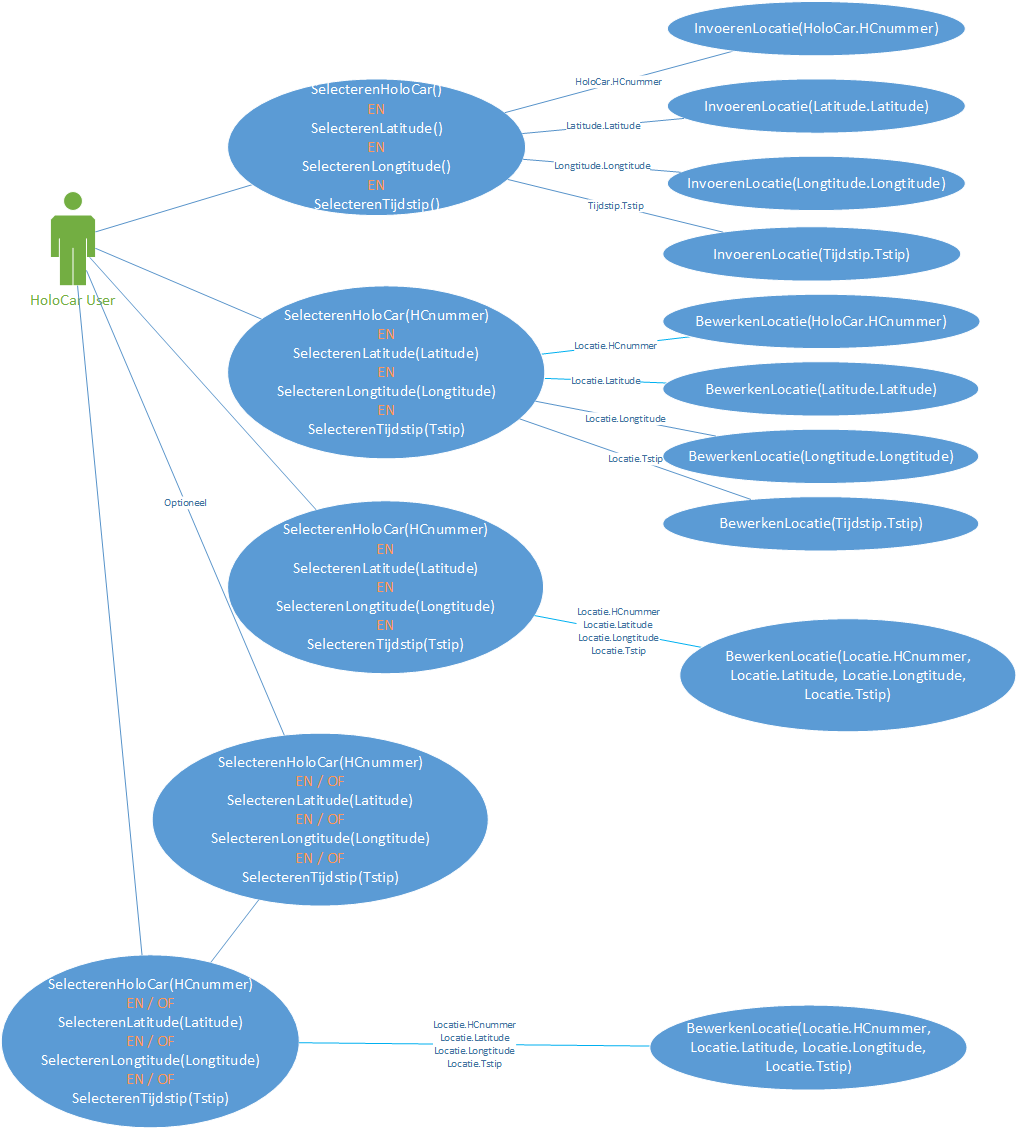 InvoerenLocatie(HoloCar.HCnummer)
SelecterenHoloCar()
EN
SelecterenLatitude()
EN
SelecterenLongtitude()
EN
SelecterenTijdstip()
HoloCar.HCnummer
InvoerenLocatie(Latitude.Latitude)
Latitude.Latitude
Longtitude.Longtitude
InvoerenLocatie(Longtitude.Longtitude)
Tijdstip.Tstip
InvoerenLocatie(Tijdstip.Tstip)
HoloCar User
SelecterenHoloCar(HCnummer)
EN
SelecterenLatitude(Latitude)
EN
SelecterenLongtitude(Longtitude)
EN
SelecterenTijdstip(Tstip)
BewerkenLocatie(HoloCar.HCnummer)
Locatie.HCnummer
Locatie.Latitude
BewerkenLocatie(Latitude.Latitude)
Locatie.Longtitude
BewerkenLocatie(Longtitude.Longtitude)
Locatie.Tstip
BewerkenLocatie(Tijdstip.Tstip)
Optioneel
SelecterenHoloCar(HCnummer)
EN
SelecterenLatitude(Latitude)
EN
SelecterenLongtitude(Longtitude)
EN
SelecterenTijdstip(Tstip)
Locatie.HCnummer
Locatie.Latitude
Locatie.Longtitude
Locatie.Tstip
BewerkenLocatie(Locatie.HCnummer,
Locatie.Latitude, Locatie.Longtitude,
Locatie.Tstip)
SelecterenHoloCar(HCnummer)
EN / OF
SelecterenLatitude(Latitude)
EN / OF
SelecterenLongtitude(Longtitude)
EN / OF
SelecterenTijdstip(Tstip)
SelecterenHoloCar(HCnummer)
EN / OF
SelecterenLatitude(Latitude)
EN / OF
SelecterenLongtitude(Longtitude)
EN / OF
SelecterenTijdstip(Tstip)
Locatie.HCnummer
Locatie.Latitude
Locatie.Longtitude
Locatie.Tstip
BewerkenLocatie(Locatie.HCnummer,
Locatie.Latitude, Locatie.Longtitude,
Locatie.Tstip)